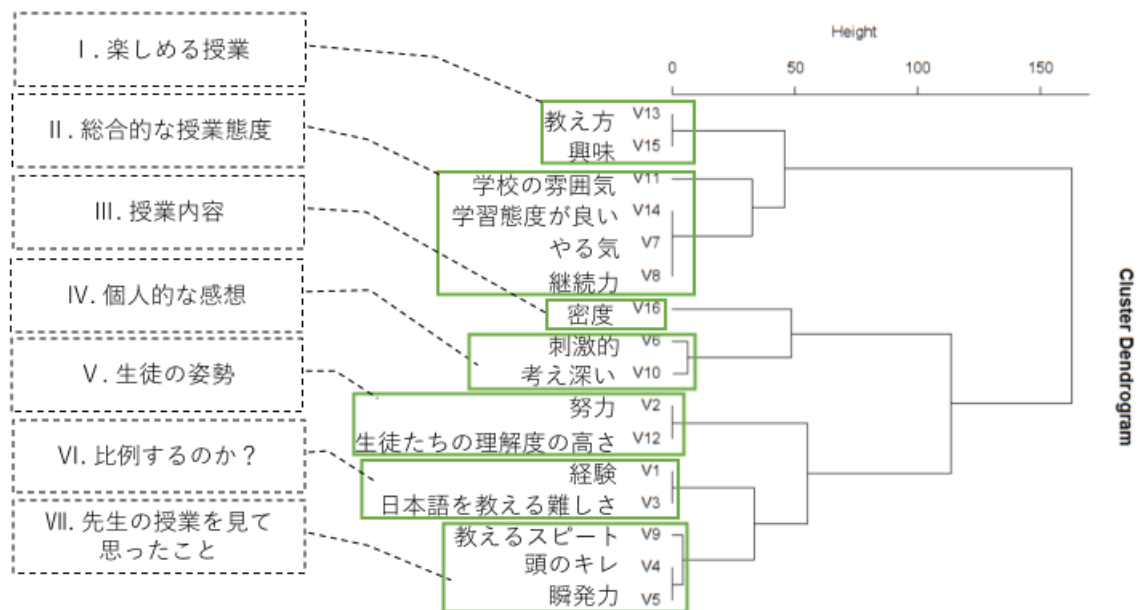 Ⅰ. 楽しめる授業
Ⅱ. 総合的な授業態度
Ⅲ. 授業内容
Ⅳ. 個人的な感想
Ⅴ. 生徒の姿勢
Ⅵ. 比例するのか？
Ⅶ. 先生の授業を見て
思ったこと
Height
0 50 100 150
教え方 V13
興味 V15
学校の雰囲気 V11
学習態度が良い V14
やる気 V7
継続力 V8
密度 V16
刺激的 V6
考え深い V10
努力 V2
生徒たちの理解度の高さ V12
経験 V1
日本語を教える難しさ V3
教えるスピート V9
頭のキレ V4
瞬発力 V5
Cluster Dendrogram